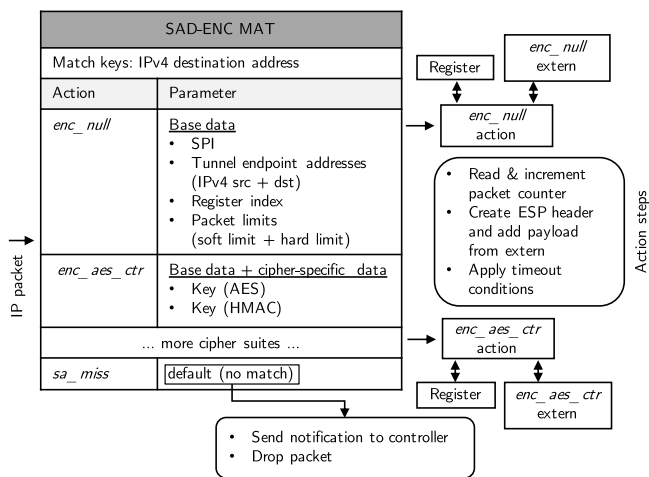 SAD-ENC MAT
Match keys: IPv4 destination address
Action
Parameter
enc_null
Base data
• SPI
• Tunnel endpoint addresses
(IPv4 src + dst)
• Register index
• Packet limits
(soft limit + hard limit)
enc_aes_ctr
Base data + cipher-specific data
• Key (AES)
• Key (HMAC)
... more cipher suites ...
sa_miss
default (no match)
IP packet
Register
enc_null
extern
enc_null
action
• Read & increment
packet counter
• Create ESP header
and add payload
from extern
• Apply timeout
conditions
Action steps
enc_aes_ctr
action
Register
enc_aes_ctr
extern
• Send notification to controller
• Drop packet